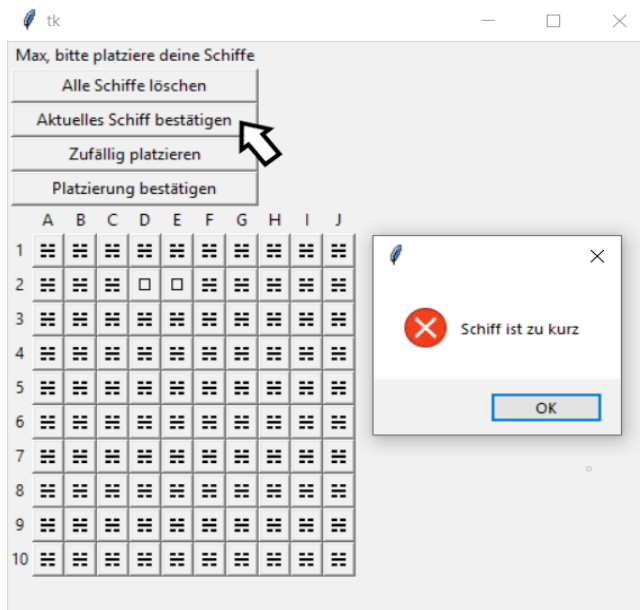 tk
Max, bitte platziere deine Schiffe
Alle Schiffe löschen
Aktuelles Schiff bestätigen
Zufällig platzieren
Platzierung bestätigen
A B C D E F G H I J
1 ䷜ ䷜ ䷜ ䷜ ䷜ ䷜ ䷜ ䷜ ䷜ ䷜
2 ䷜ ䷜ ䷜ □ □ ䷜ ䷜ ䷜ ䷜ ䷜
3 ䷜ ䷜ ䷜ ䷜ ䷜ ䷜ ䷜ ䷜ ䷜ ䷜
4 ䷜ ䷜ ䷜ ䷜ ䷜ ䷜ ䷜ ䷜ ䷜ ䷜
5 ䷜ ䷜ ䷜ ䷜ ䷜ ䷜ ䷜ ䷜ ䷜ ䷜
6 ䷜ ䷜ ䷜ ䷜ ䷜ ䷜ ䷜ ䷜ ䷜ ䷜
7 ䷜ ䷜ ䷜ ䷜ ䷜ ䷜ ䷜ ䷜ ䷜ ䷜
8 ䷜ ䷜ ䷜ ䷜ ䷜ ䷜ ䷜ ䷜ ䷜ ䷜
9 ䷜ ䷜ ䷜ ䷜ ䷜ ䷜ ䷜ ䷜ ䷜ ䷜
10 ䷜ ䷜ ䷜ ䷜ ䷜ ䷜ ䷜ ䷜ ䷜ ䷜
Schiff ist zu kurz
OK